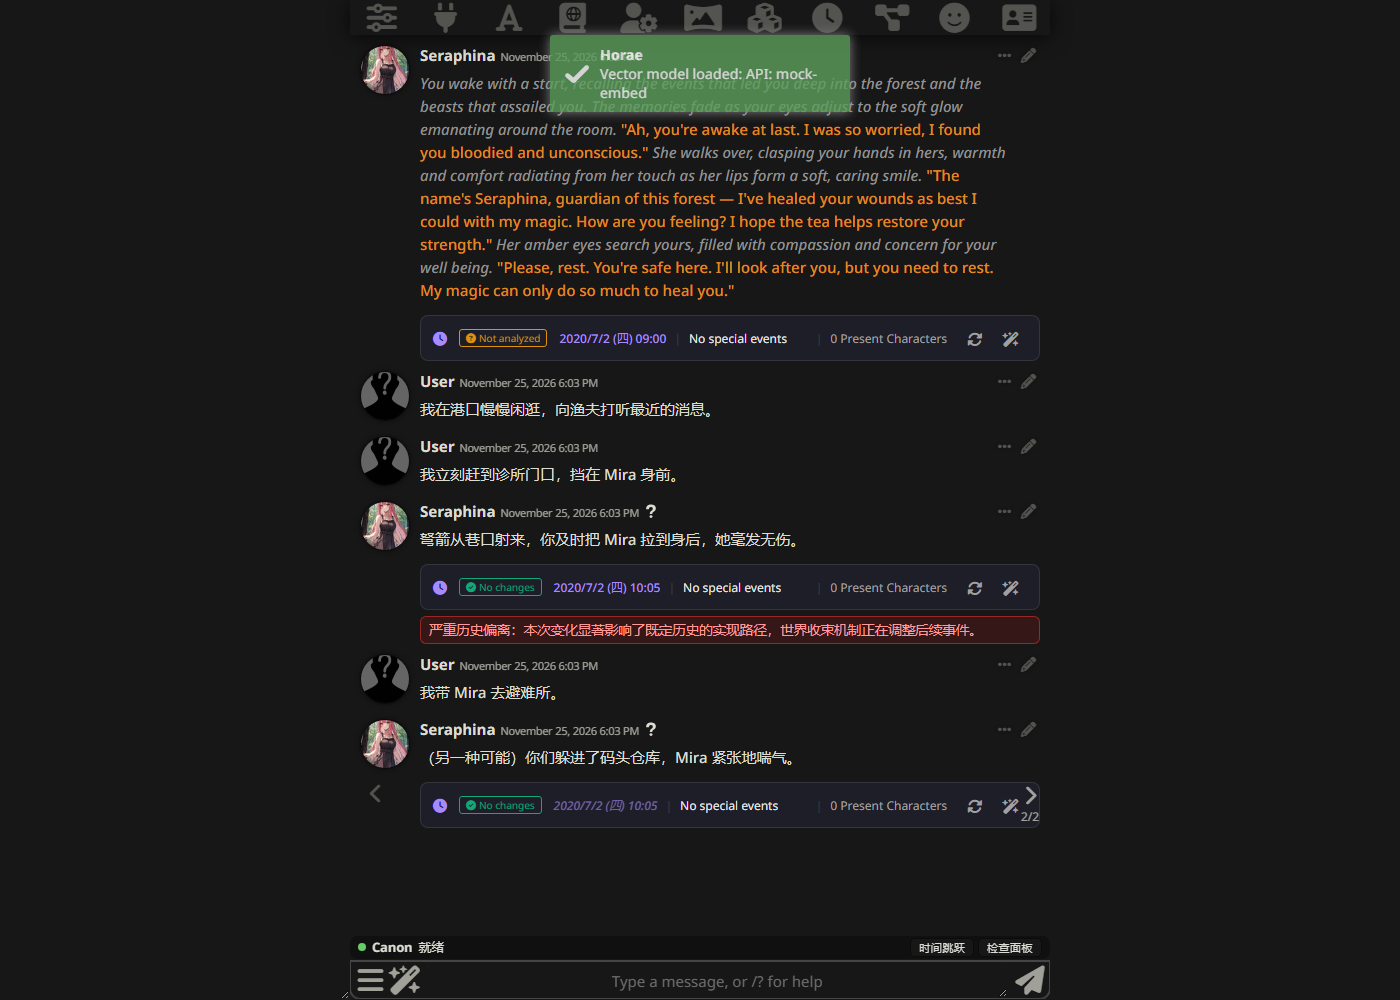 Horae
Vector model loaded: API: mock-embed
Seraphina November 25, 2026
You wake with a start, recalling the events that led you deep into the forest and the
beasts that assailed you. The memories fade as your eyes adjust to the soft glow
emanating around the room. "Ah, you're awake at last. I was so worried, I found
you bloodied and unconscious." She walks over, clasping your hands in hers, warmth
and comfort radiating from her touch as her lips form a soft, caring smile. "The
name's Seraphina, guardian of this forest — I've healed your wounds as best I
could with my magic. How are you feeling? I hope the tea helps restore your
strength." Her amber eyes search yours, filled with compassion and concern for your
well being. "Please, rest. You're safe here. I'll look after you, but you need to rest.
My magic can only do so much to heal you."
Not analyzed 2020/7/2 (四) 09:00 No special events 0 Present Characters
User November 25, 2026 6:03 PM
我在港口慢慢闲逛，向渔夫打听最近的消息。
User November 25, 2026 6:03 PM
我立刻赶到诊所门口，挡在 Mira 身前。
Seraphina November 25, 2026 6:03 PM ?
弩箭从巷口射来，你及时把 Mira 拉到身后，她毫发无伤。
No changes 2020/7/2 (四) 10:05 No special events 0 Present Characters
严重历史偏离：本次变化显著影响了既定历史的实现路径，世界收束机制正在调整后续事件。
User November 25, 2026 6:03 PM
我带 Mira 去避难所。
Seraphina November 25, 2026 6:03 PM ?
（另一种可能）你们躲进了码头仓库，Mira 紧张地喘气。
No changes 2020/7/2 (四) 10:05 No special events 0 Present Characters
2/2
Canon 就绪 时间跳跃 检查面板
Type a message, or /? for help